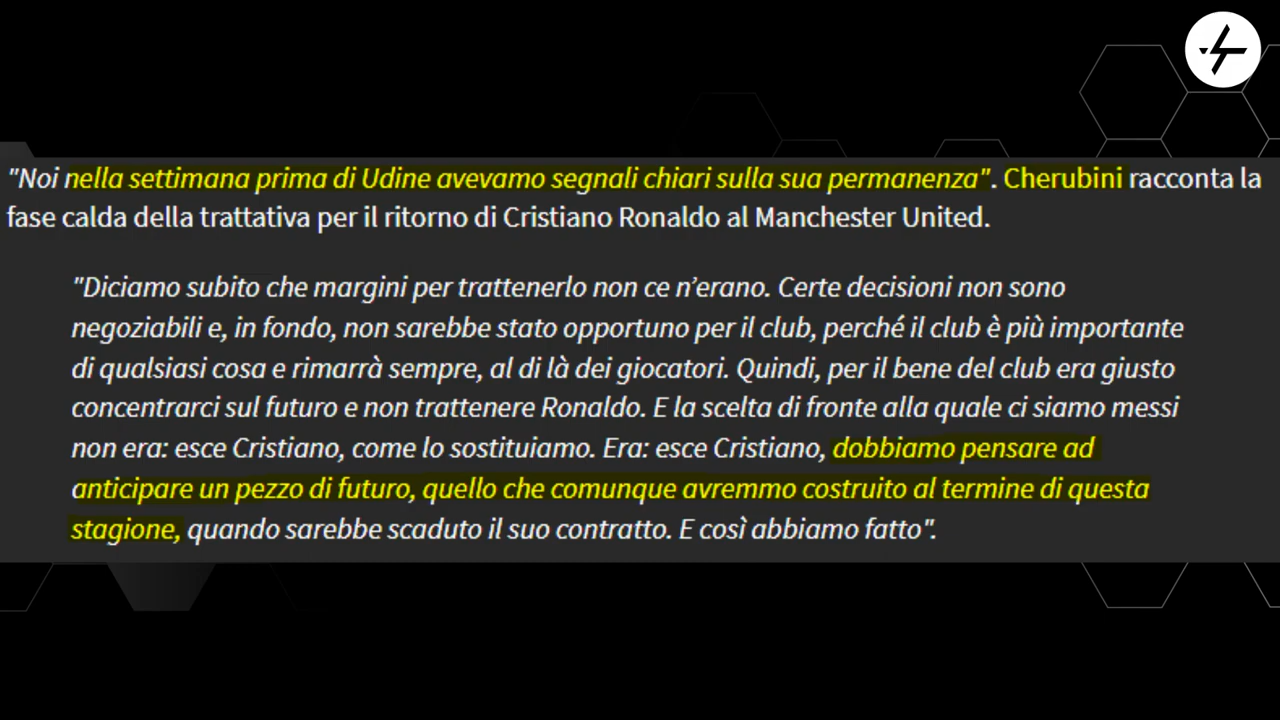 "Noi nella settimana prima di Udine avevamo segnali chiari sulla sua permanenza". Cherubini racconta la
fase calda della trattativa per il ritorno di Cristiano Ronaldo al Manchester United.
"Diciamo subito che margini per trattenerlo non ce n’erano. Certe decisioni non sono
negoziabili e, in fondo, non sarebbe stato opportuno per il club, perché il club è più importante
di qualsiasi cosa e rimarrà sempre, al di là dei giocatori. Quindi, per il bene del club era giusto
concentrarci sul futuro e non trattenere Ronaldo. E la scelta di fronte alla quale ci siamo messi
non era: esce Cristiano, come lo sostituiamo. Era: esce Cristiano, dobbiamo pensare ad
anticipare un pezzo di futuro, quello che comunque avremmo costruito al termine di questa
stagione, quando sarebbe scaduto il suo contratto. E così abbiamo fatto".